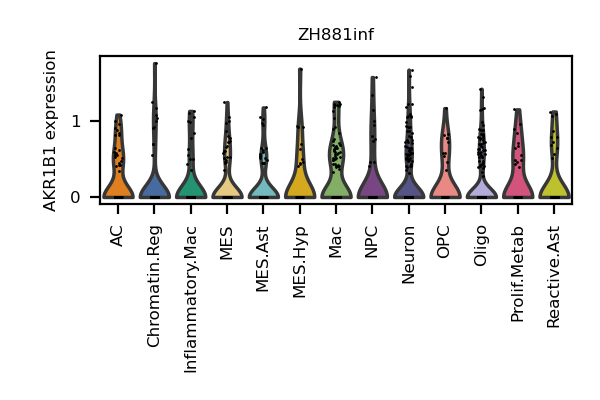 ZH881inf
AKR1B1 expression
1
0
AC
Chromatin.Reg
Inflammatory.Mac
MES
MES.Ast
MES.Hyp
Mac
NPC
Neuron
OPC
Oligo
Prolif.Metab
Reactive.Ast